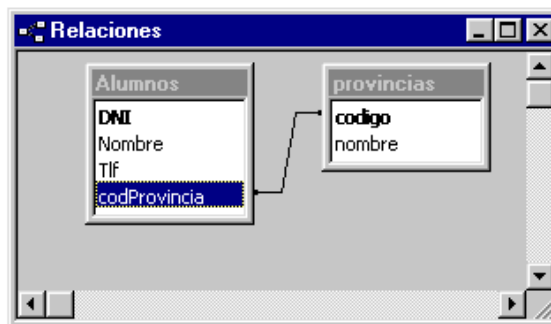 Relaciones
Alumnos
DNI
Nombre
Tlf
codProvincia
provincias
codigo
nombre